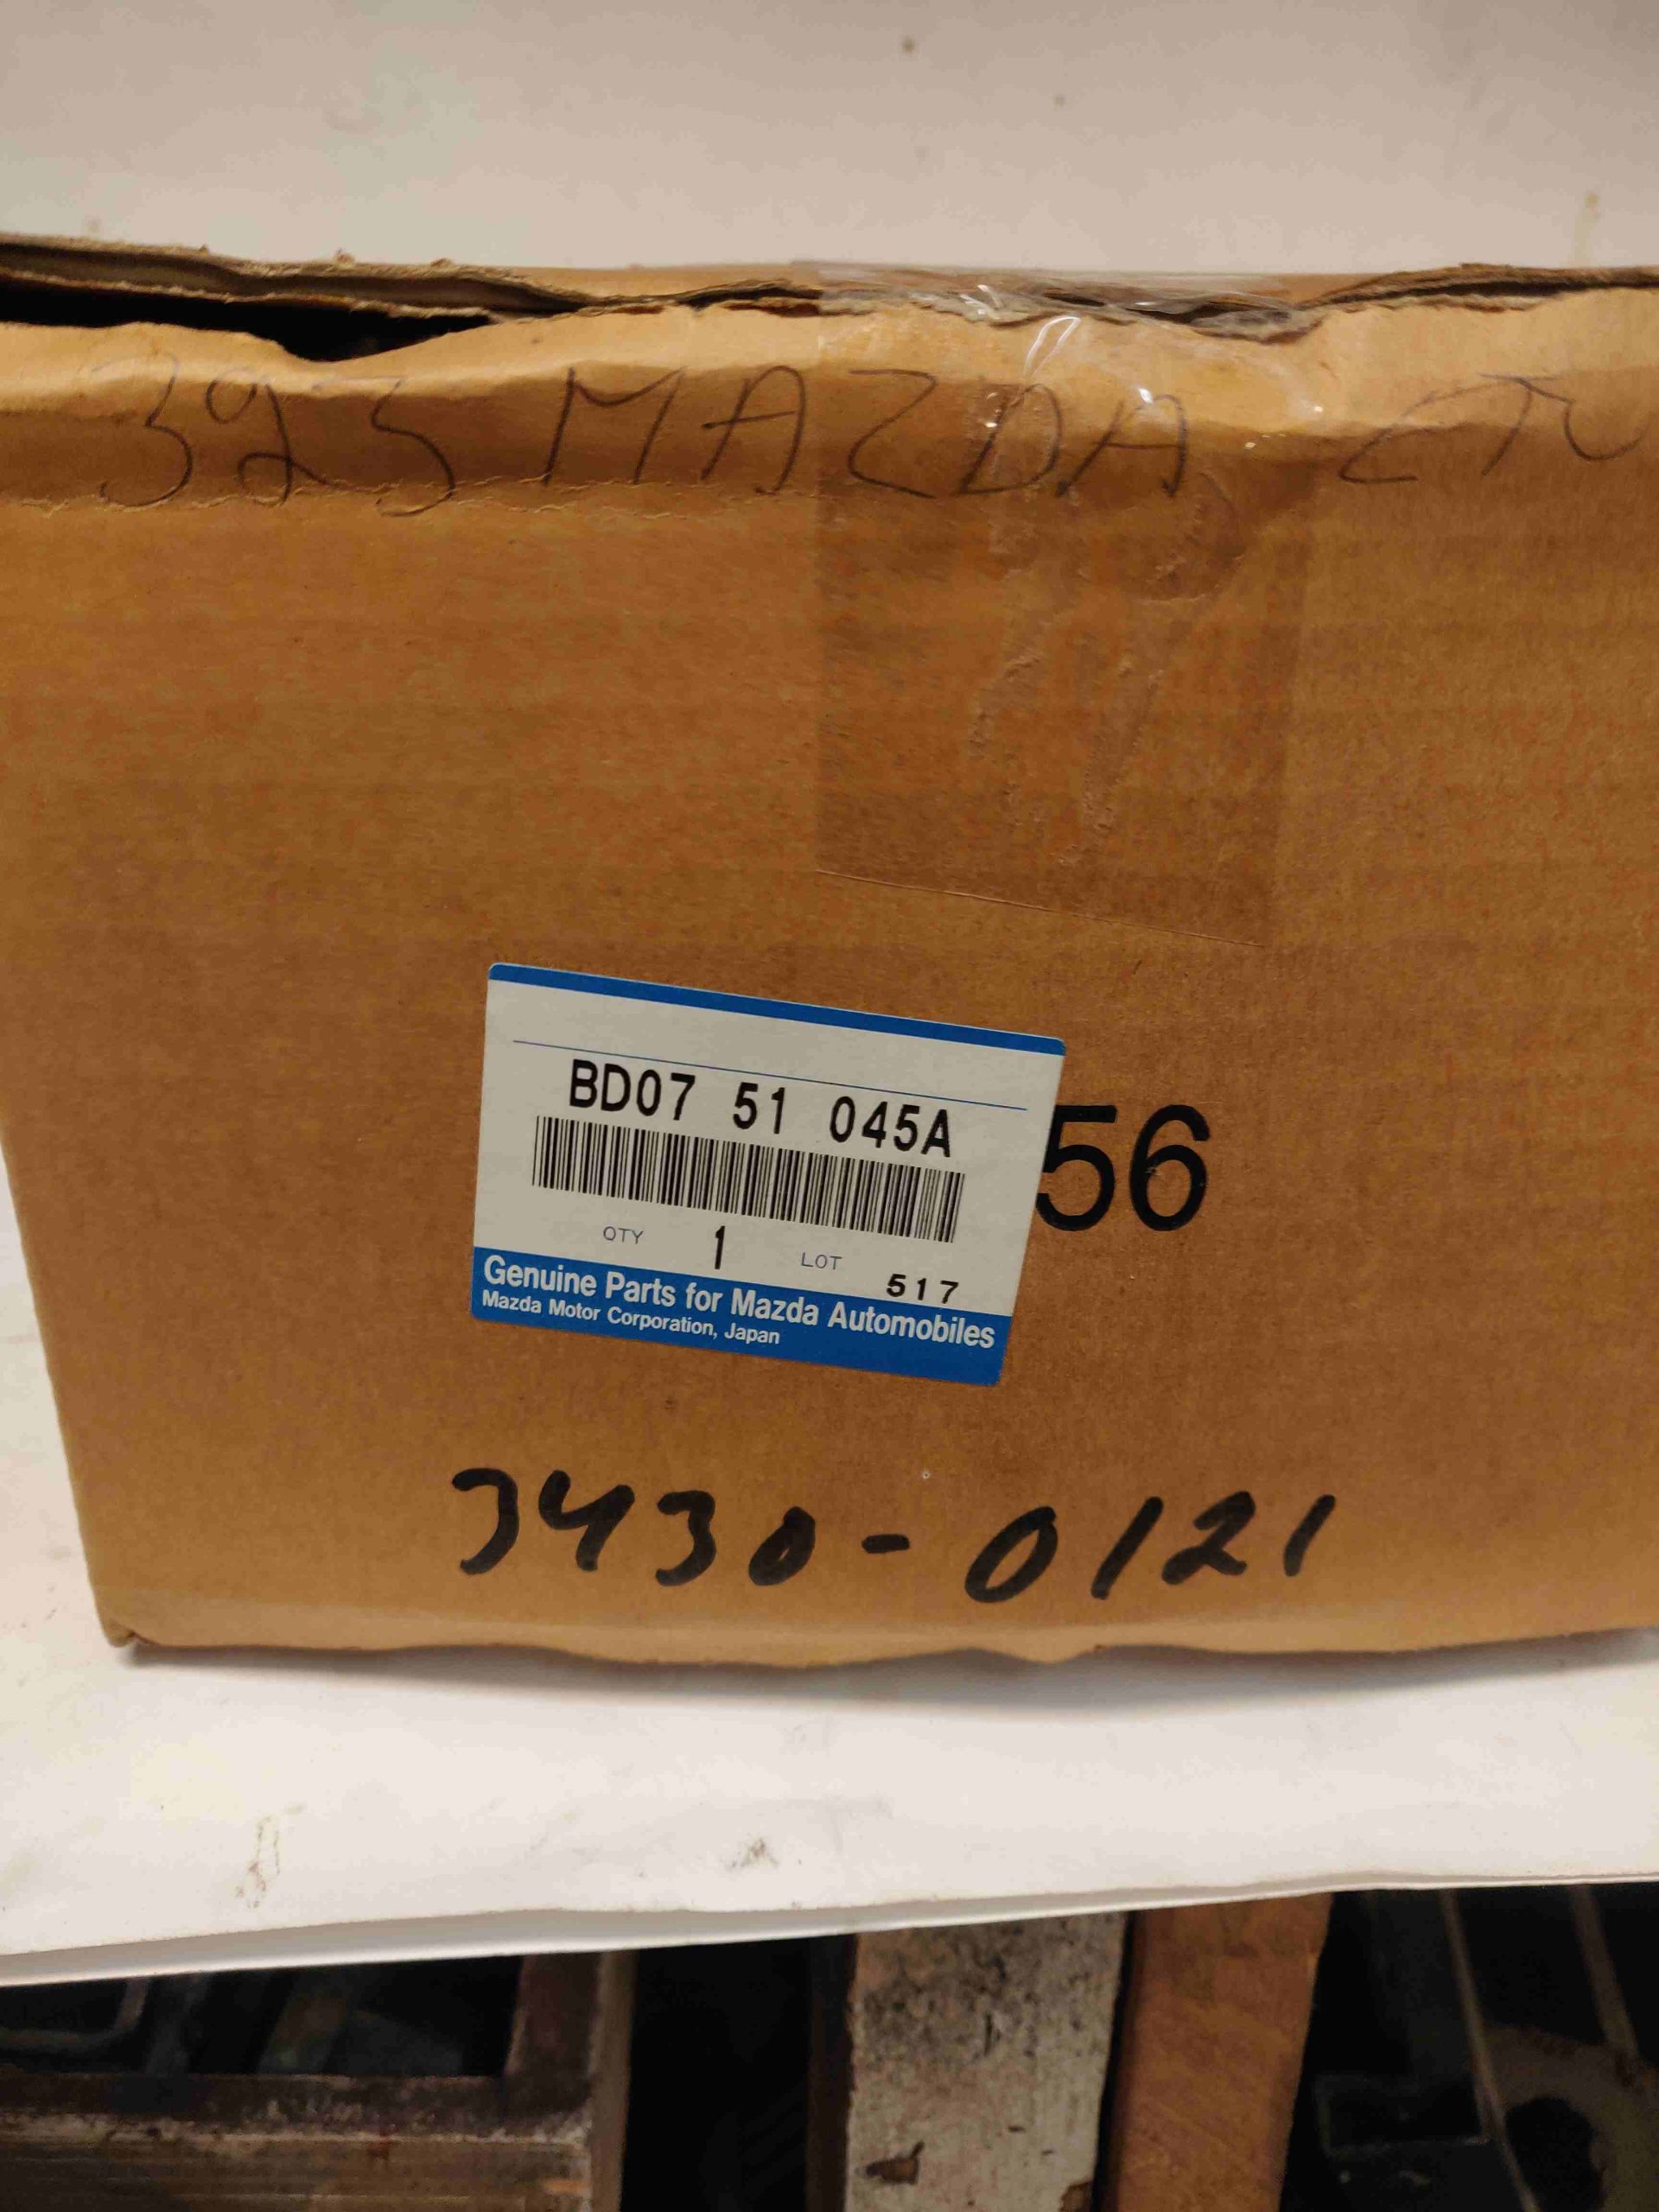 323 MAZDA
BD07 51 045A
56
QTY 1 LOT 517
Genuine Parts for Mazda Automobiles
Mazda Motor Corporation, Japan
3430-0121